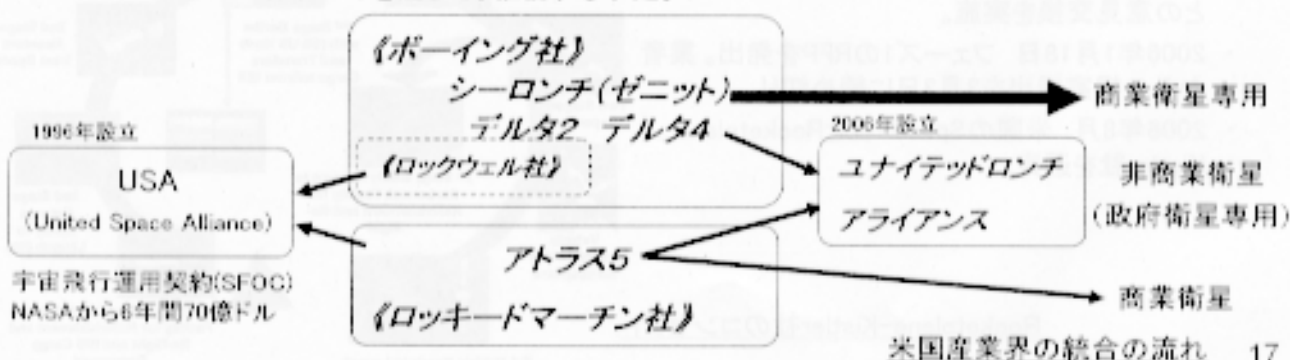 《ボーイング社》
シーロンチ(ゼニット)
商業衛星専用
デルタ2 デルタ4
《ロックウェル社》
1996年設立
USA
(United Space Alliance)
宇宙飛行運用契約(SFOC)
NASAから6年間70億ドル
2006年設立
ユナイテッドロンチ
アライアンス
非商業衛星
(政府衛星専用)
アトラス5
《ロッキードマーチン社》
商業衛星
米国産業界の統合の流れ 17